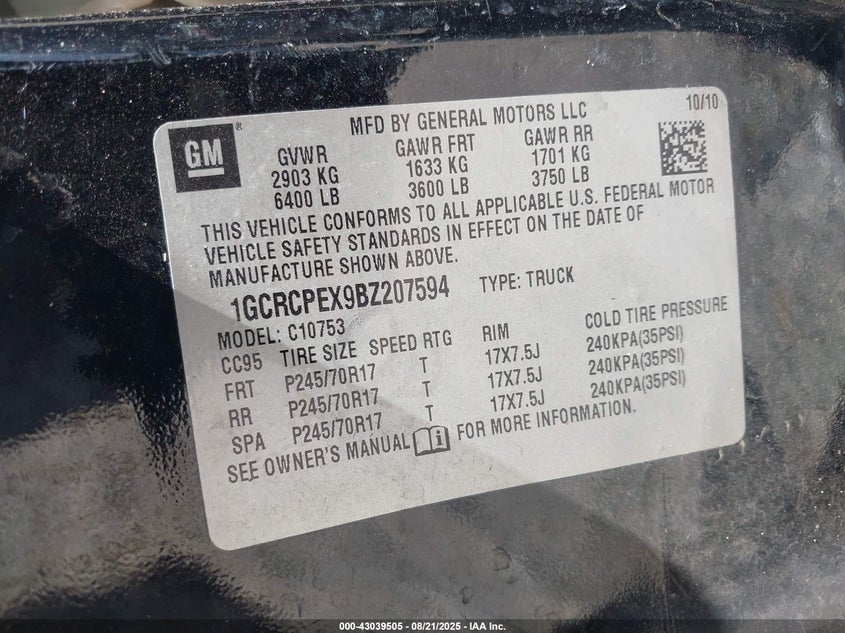 MFD BY GENERAL MOTORS LLC 10/10
GM®
GVWR GAWR FRT GAWR RR
2903 KG 1633 KG 1701 KG
6400 LB 3600 LB 3750 LB
THIS VEHICLE CONFORMS TO ALL APPLICABLE U.S. FEDERAL MOTOR
VEHICLE SAFETY STANDARDS IN EFFECT ON THE DATE OF
MANUFACTURE SHOWN ABOVE.
1GCRCPEX9BZ207594 TYPE: TRUCK
MODEL: C10753
CC95 TIRE SIZE SPEED RTG RIM COLD TIRE PRESSURE
FRT P245/70R17 T 17X7.5J 240KPA(35PSI)
RR P245/70R17 T 17X7.5J 240KPA(35PSI)
SPA P245/70R17 T 17X7.5J 240KPA(35PSI)
SEE OWNER'S MANUAL FOR MORE INFORMATION.
000-43039505 - 08/21/2025 - IAA Inc.